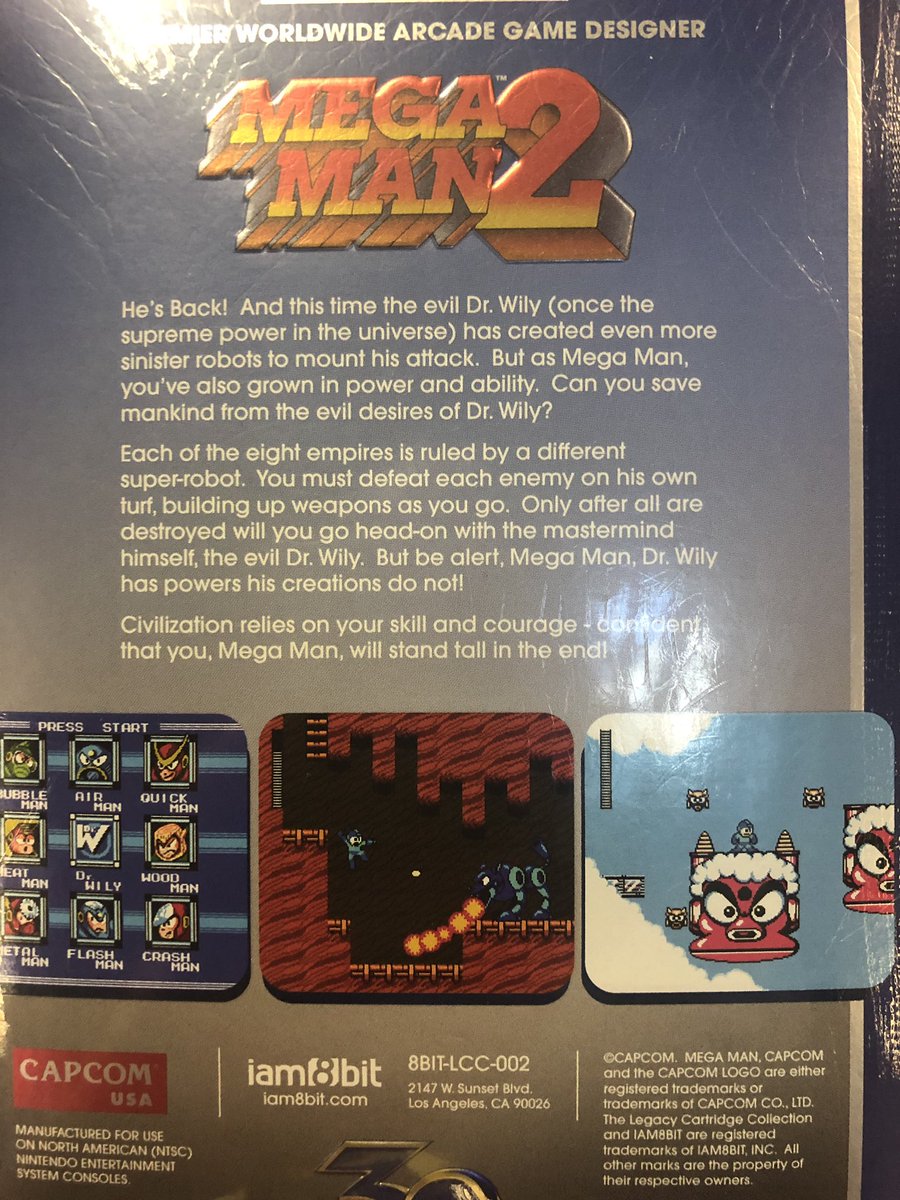 WORLDWIDE ARCADE GAME DESIGNER
MEGA
MAN 2™
He's Back! And this time the evil Dr. Wily (once the
supreme power in the universe) has created even more
sinister robots to mount his attack. But as Mega Man,
you've also grown in power and ability. Can you save
mankind from the evil desires of Dr. Wily?
Each of the eight empires is ruled by a different
super-robot. You must defeat each enemy on his own
turf, building up weapons as you go. Only after all are
destroyed will you go head-on with the mastermind
himself, the evil Dr. Wily. But be alert, Mega Man, Dr. Wily
has powers his creations do not!
Civilization relies on your skill and courage - confident
that you, Mega Man, will stand tall in the end!
PRESS START
BUBBLE MAN
AIR MAN
QUICK MAN
HEAT MAN
Dr. WILY
WOOD MAN
METAL MAN
FLASH MAN
CRASH MAN
W
CAPCOM
USA
MANUFACTURED FOR USE
ON NORTH AMERICAN (NTSC)
NINTENDO ENTERTAINMENT
SYSTEM CONSOLES.
iam8bit
iam8bit.com
8BIT-LCC-002
2147 W. Sunset Blvd.
Los Angeles, CA 90026
©CAPCOM. MEGA MAN, CAPCOM
and the CAPCOM LOGO are either
registered trademarks or
trademarks of CAPCOM CO., LTD.
The Legacy Cartridge Collection
and IAM8BIT are registered
trademarks of IAM8BIT, INC. All
other marks are the property of
their respective owners.
30